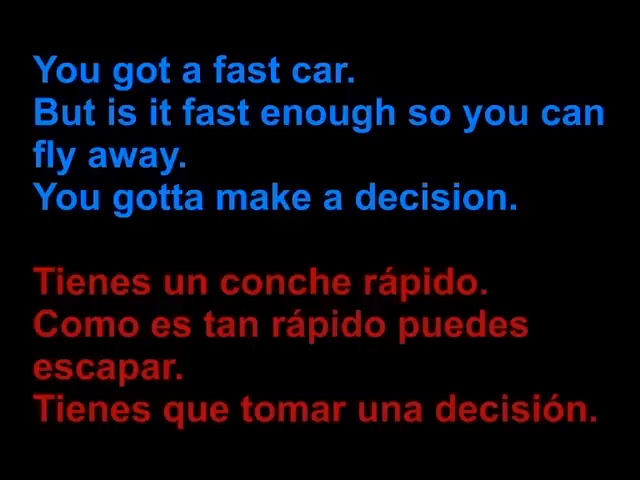 You got a fast car.
But is it fast enough so you can
fly away.
You gotta make a decision.
Tienes un conche rápido.
Como es tan rápido puedes
escapar.
Tienes que tomar una decisión.